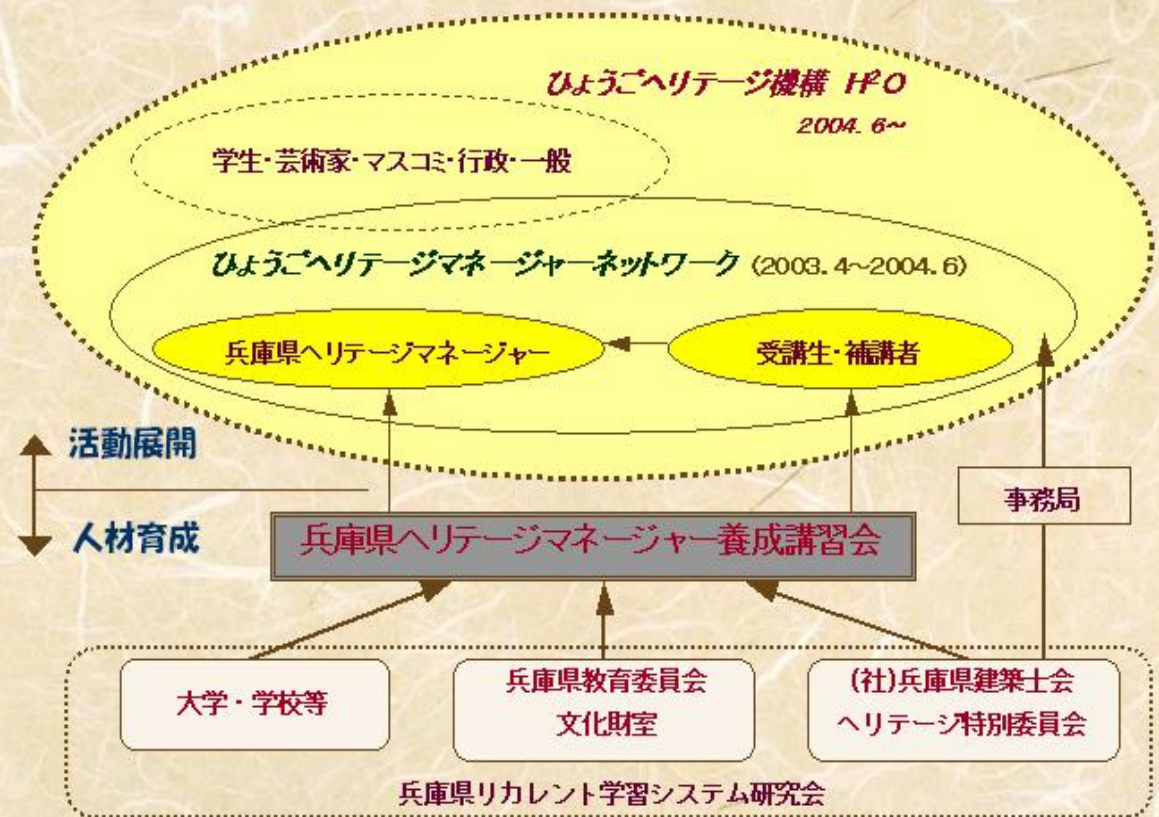 ひょうごヘリテージ機構 H²O
2004. 6~
学生・芸術家・マスコミ・行政・一般
ひょうごヘリテージマネージャーネットワーク (2003. 4~2004. 6)
兵庫県ヘリテージマネージャー
受講生・補講者
活動展開
事務局
人材育成
兵庫県ヘリテージマネージャー養成講習会
大学・学校等
兵庫県教育委員会
文化財室
(社)兵庫県建築士会
ヘリテージ特別委員会
兵庫県リカレント学習システム研究会